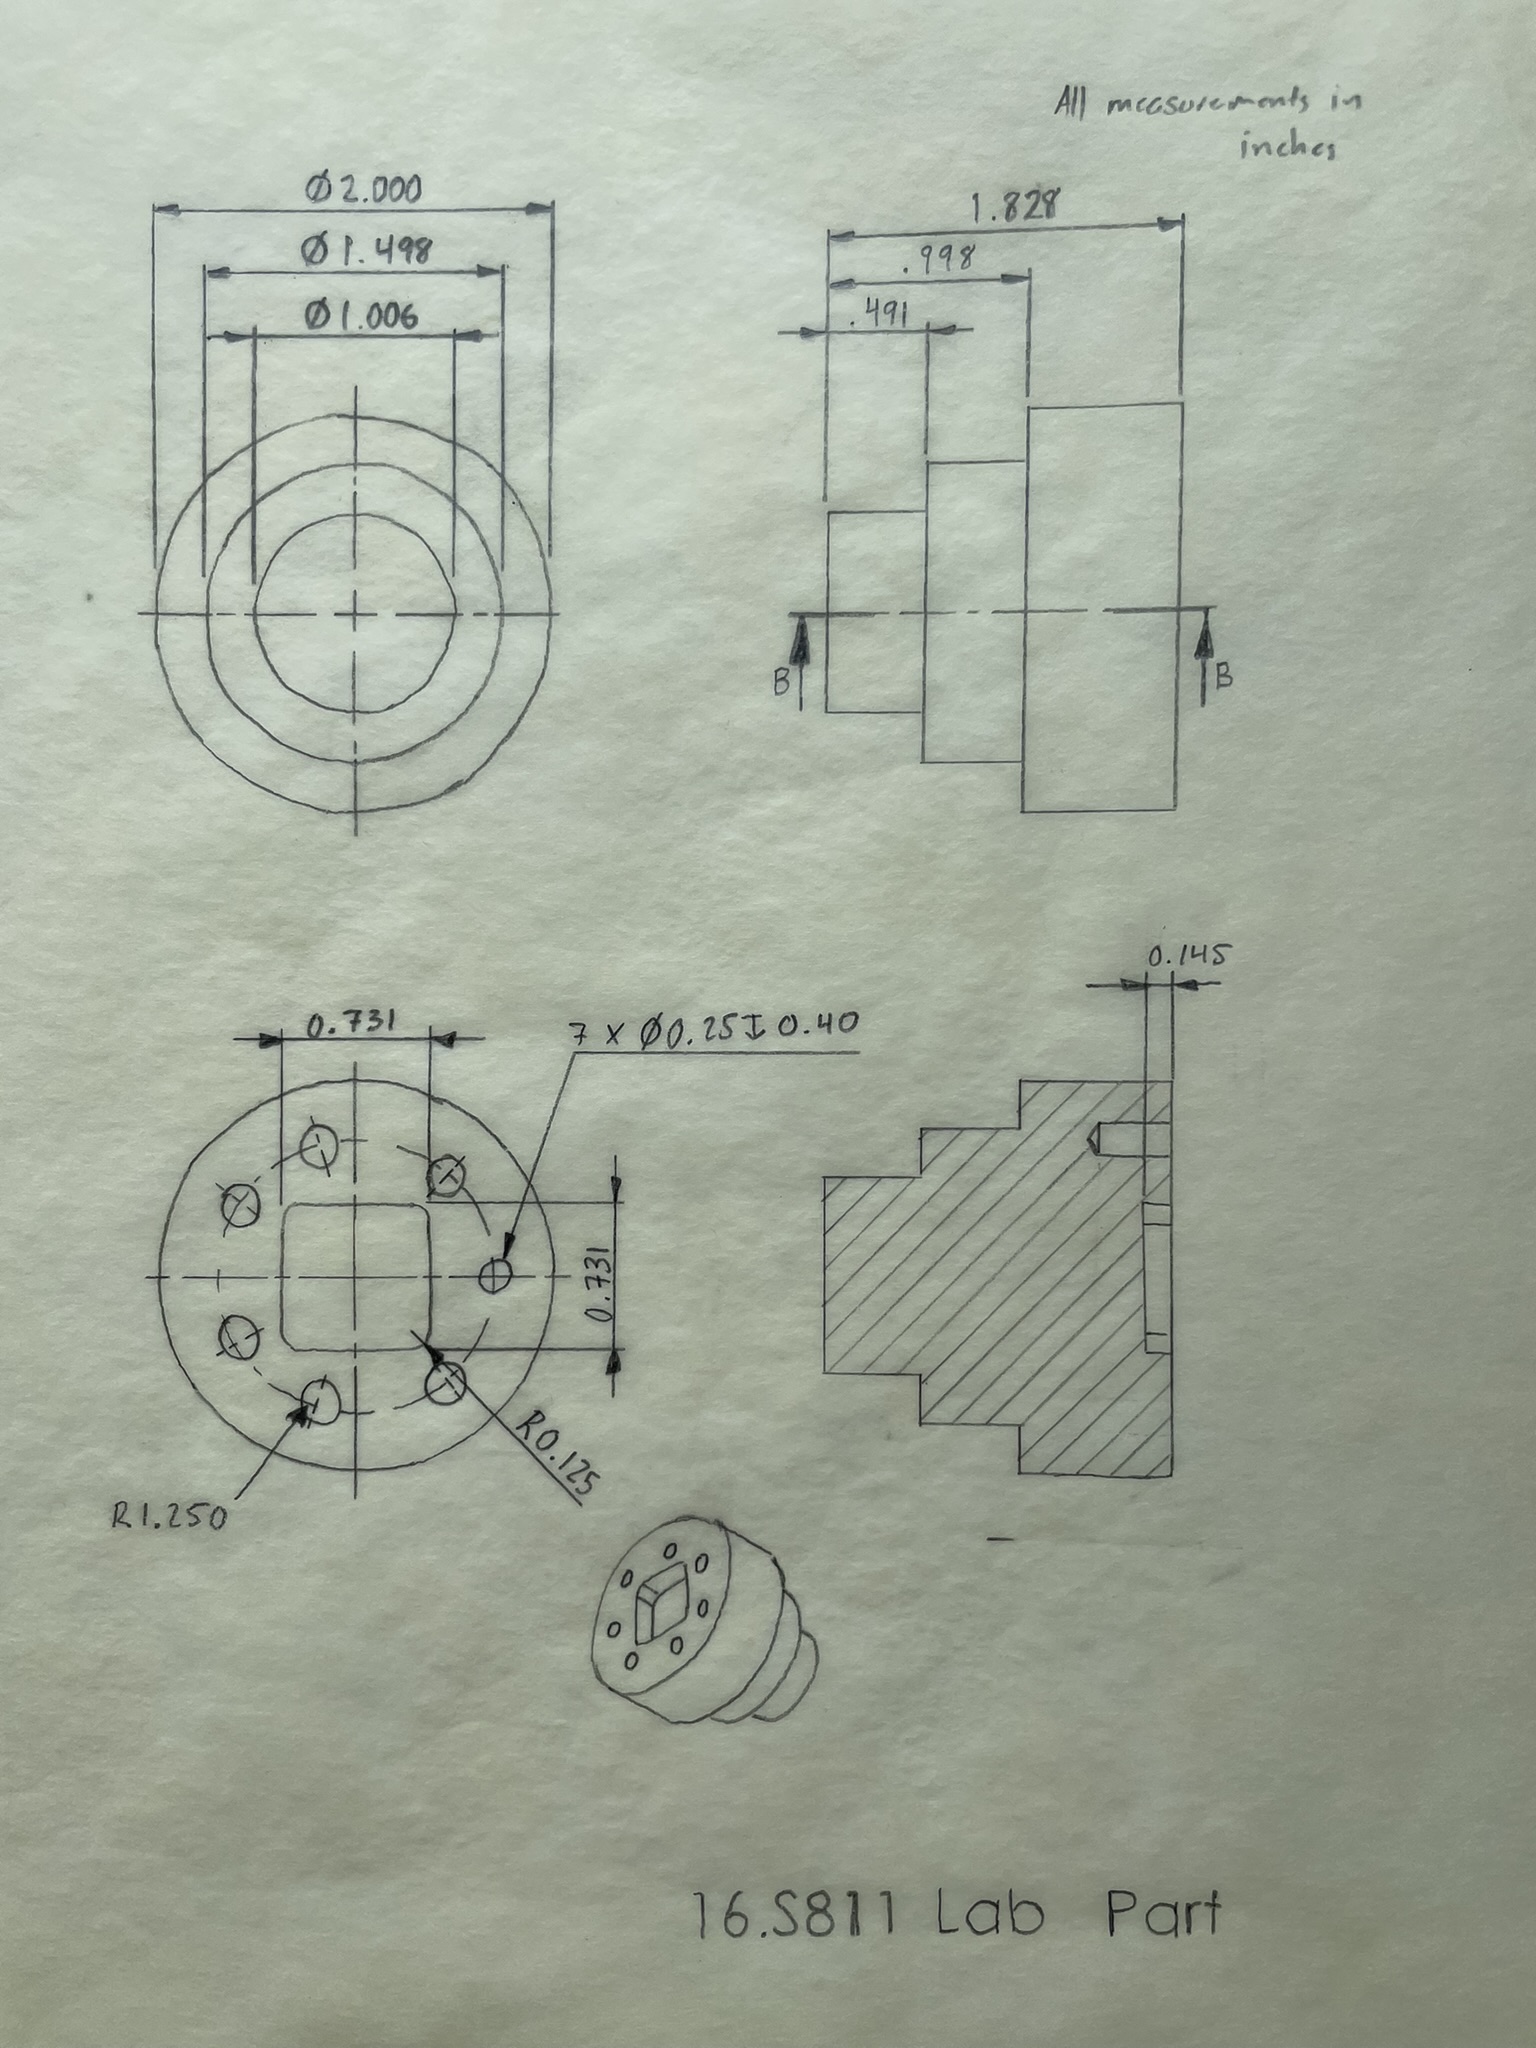 All measurements in
inches
Ø2.000
Ø1.498
Ø1.006
1.828
.998
.491
B
B
0.145
0.731
7 x Ø0.25↧0.40
0.731
R0.125
R1.250
16.S811 Lab Part